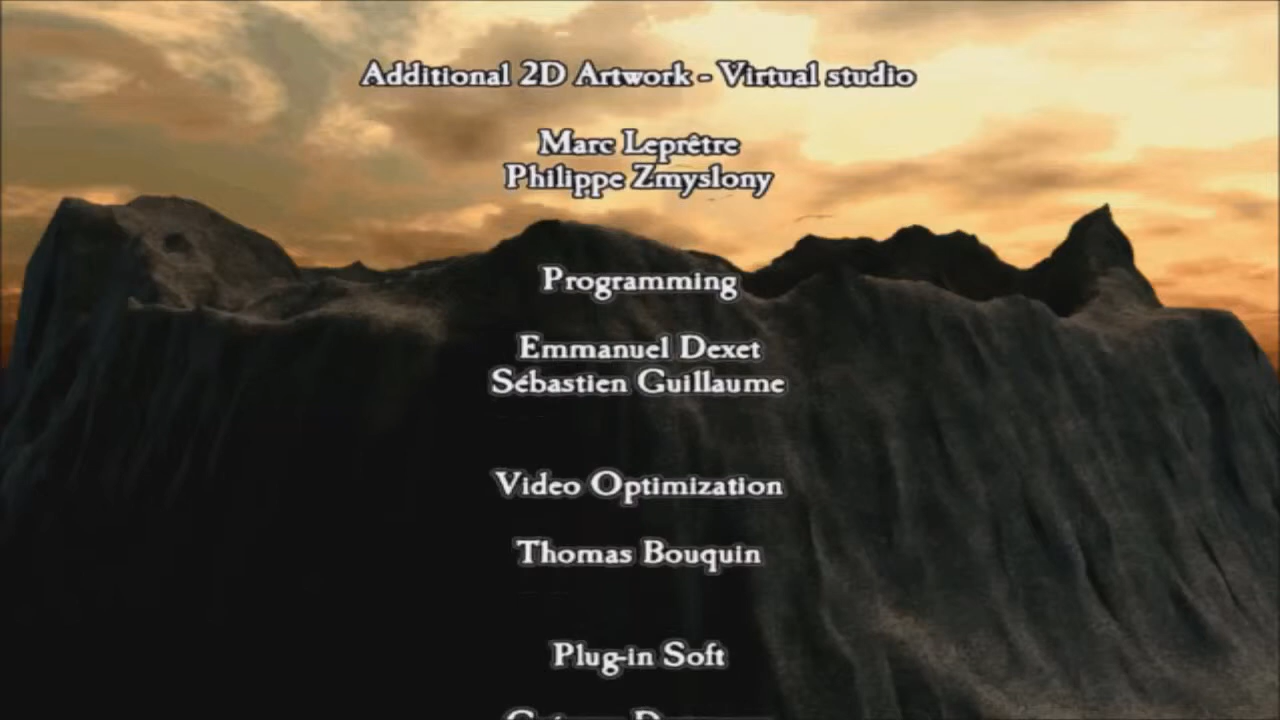 Additional 2D Artwork - Virtual studio
Marc Leprêtre
Philippe Zmyslony
Programming
Emmanuel Dexet
Sébastien Guillaume
Video Optimization
Thomas Bouquin
Plug-in Soft